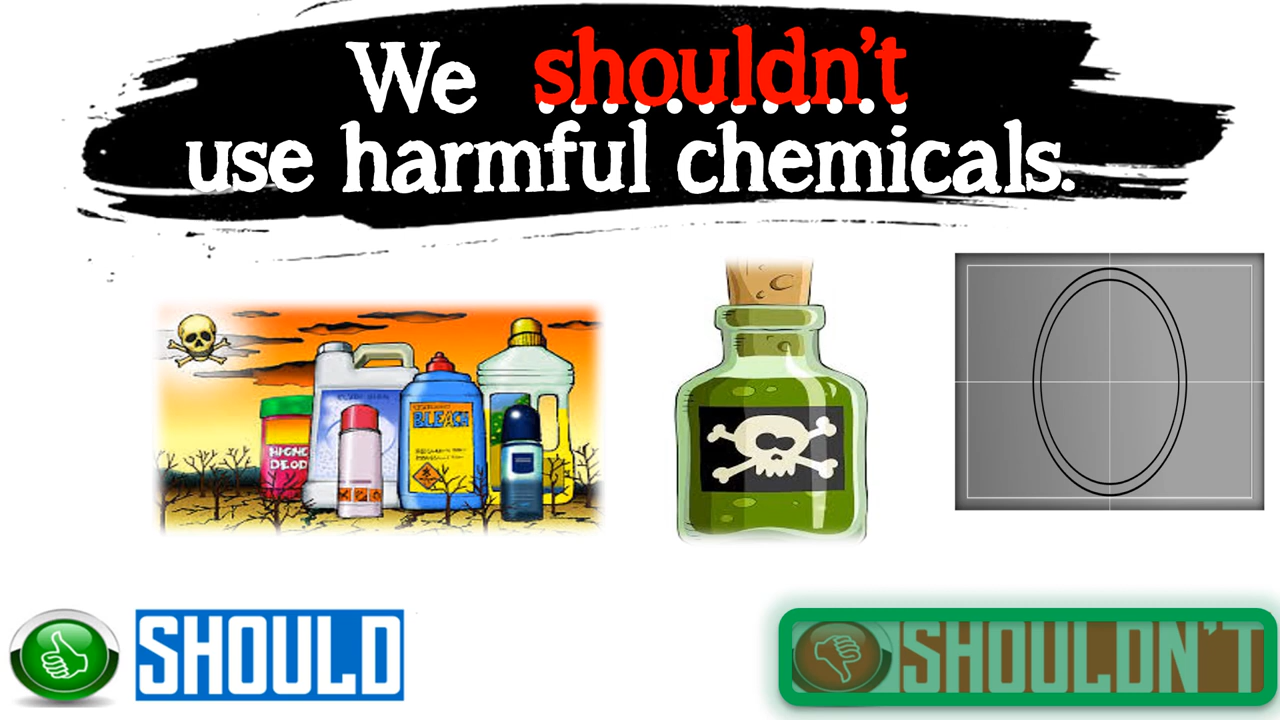 We shouldn't
use harmful chemicals.
BLEACH
SHOULD
SHOULDN'T